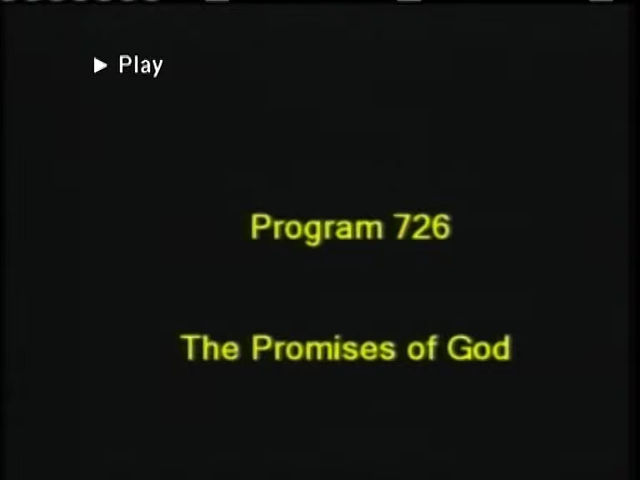 ▶ Play
Program 726
The Promises of God